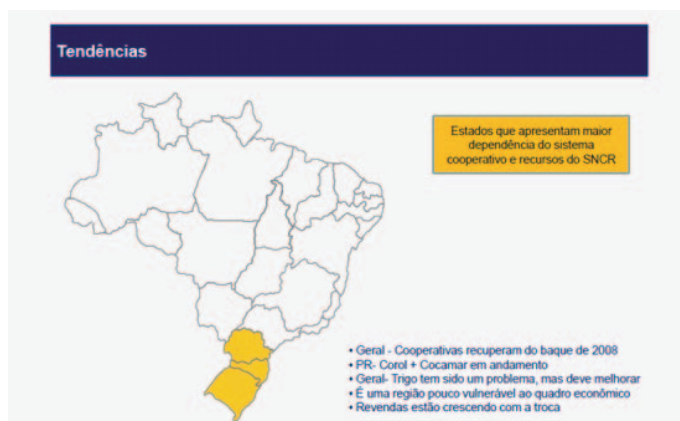 Tendências
Estados que apresentam maior
dependência do sistema
cooperativo e recursos do SNCR
• Geral - Cooperativas recuperam do baque de 2008
• PR- Corol + Cocamar em andamento
• Geral- Trigo tem sido um problema, mas deve melhorar
• É uma região pouco vulnerável ao quadro econômico
• Revendas estão crescendo com a troca